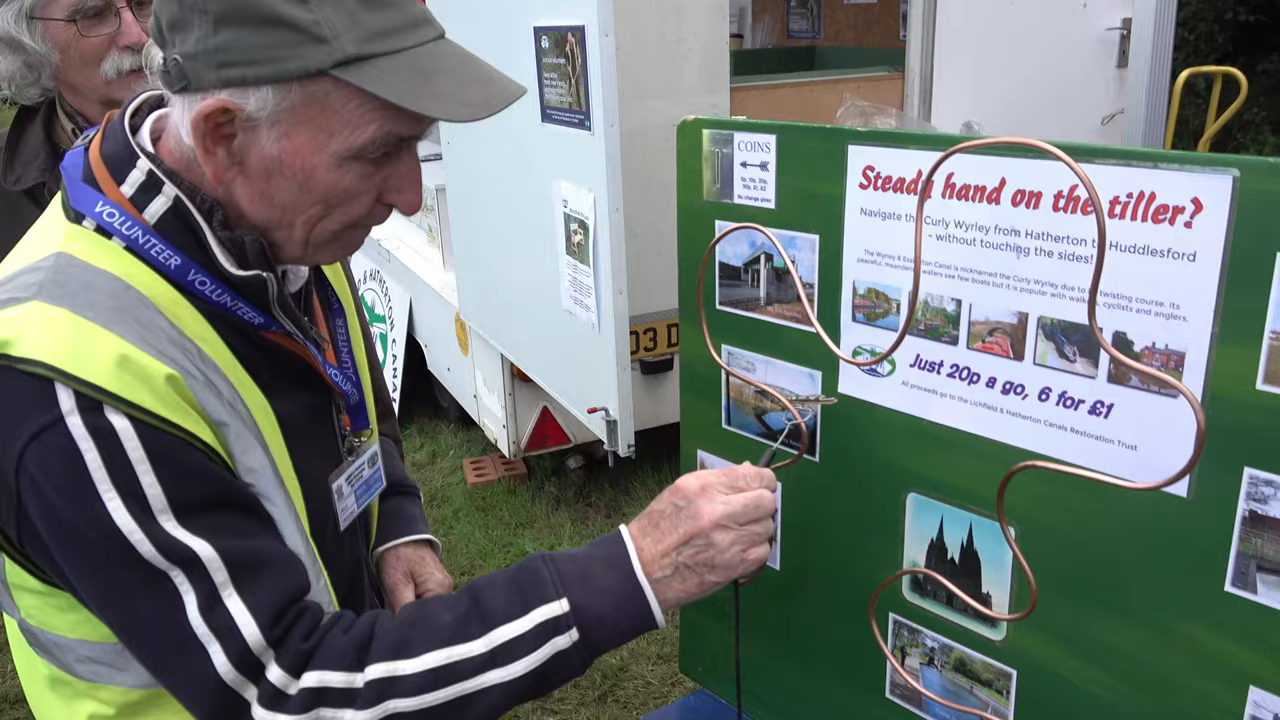 COINS
5p, 10p, 20p,
50p, £1, £2
No change given
Steady hand on the tiller?
Navigate the Curly Wyrley from Hatherton to Huddlesford
- without touching the sides!
The Wyrley & Essington Canal is nicknamed the Curly Wyrley due to its twisting course. Its
peaceful, meandering waters see few boats but it is popular with walkers, cyclists and anglers.
Just 20p a go, 6 for £1
All proceeds go to the Lichfield & Hatherton Canals Restoration Trust
VOLUNTEER
VOLUNTEER
VOLUNTEER
D & HATHERTON CANAL
03 D